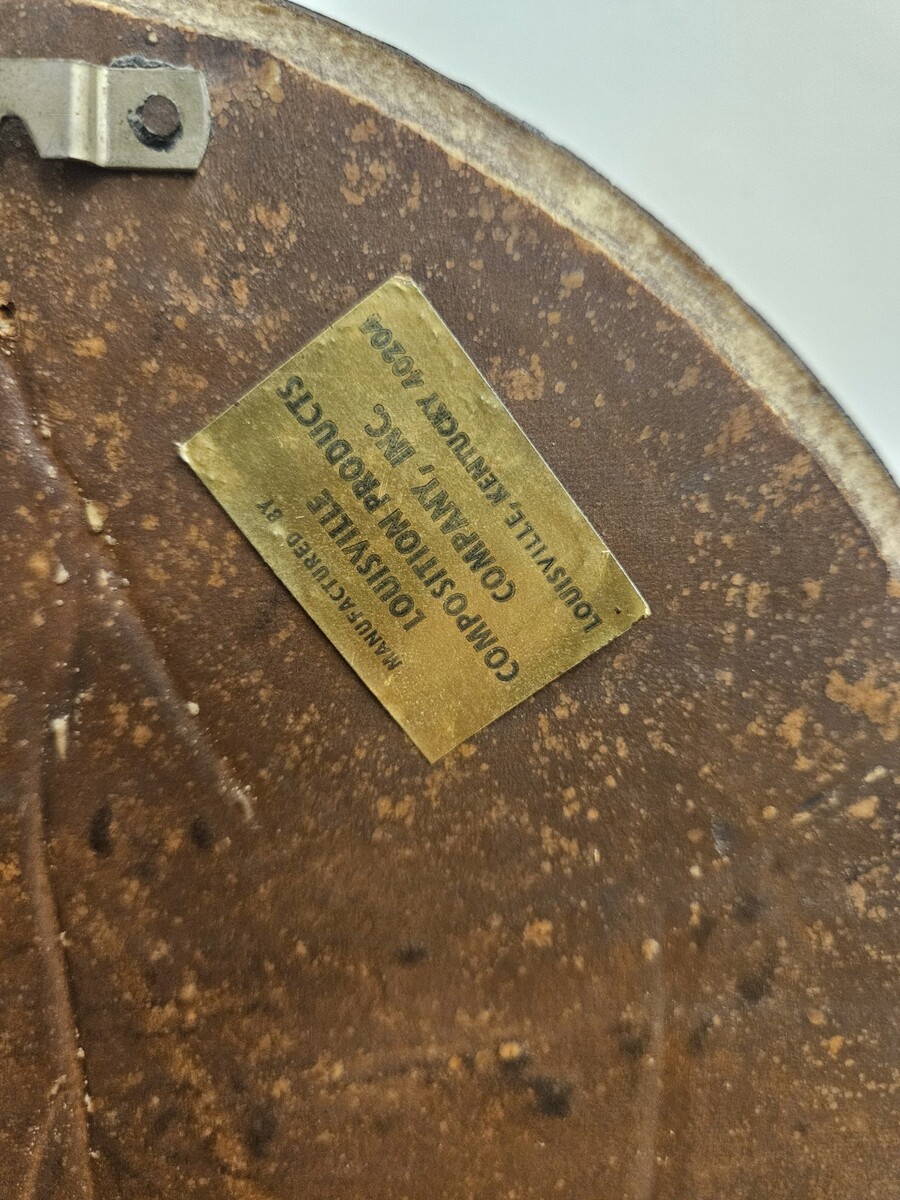 MANUFACTURED BY
LOUISVILLE
COMPOSITION PRODUCTS
COMPANY, INC.
LOUISVILLE, KENTUCKY 40204